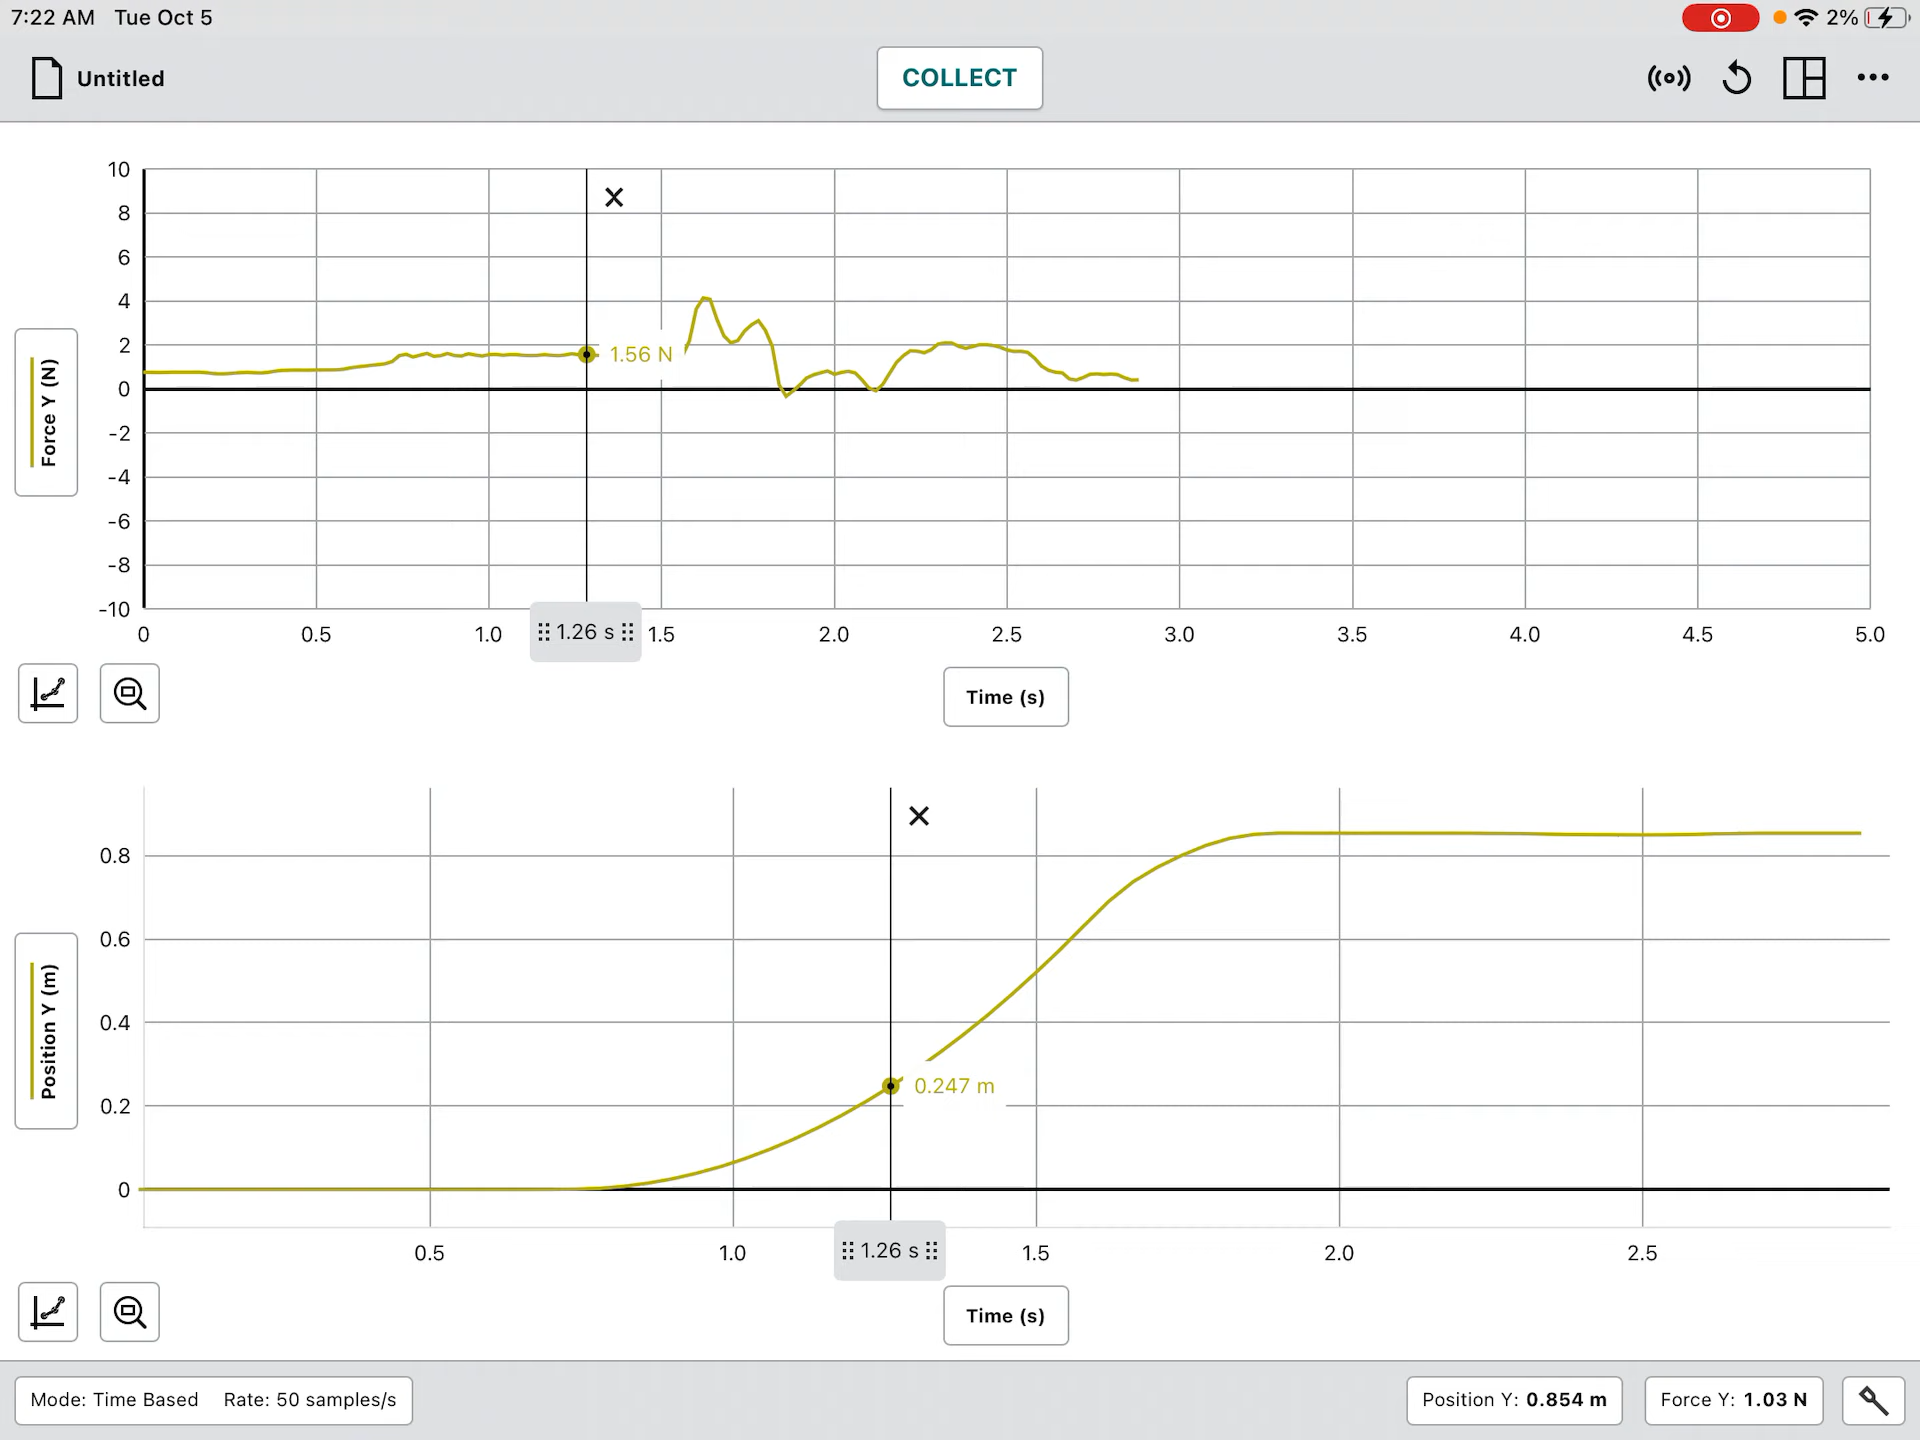 7:22 AM Tue Oct 5
2%
Untitled
COLLECT
10
8
6
4
2
0
-2
-4
-6
-8
-10
Force Y (N)
1.56 N
0 0.5 1.0 1.26 s 1.5 2.0 2.5 3.0 3.5 4.0 4.5 5.0
Time (s)
0.8
0.6
0.4
0.2
0
Position Y (m)
0.247 m
0.5 1.0 1.26 s 1.5 2.0 2.5
Time (s)
Mode: Time Based Rate: 50 samples/s
Position Y: 0.854 m
Force Y: 1.03 N